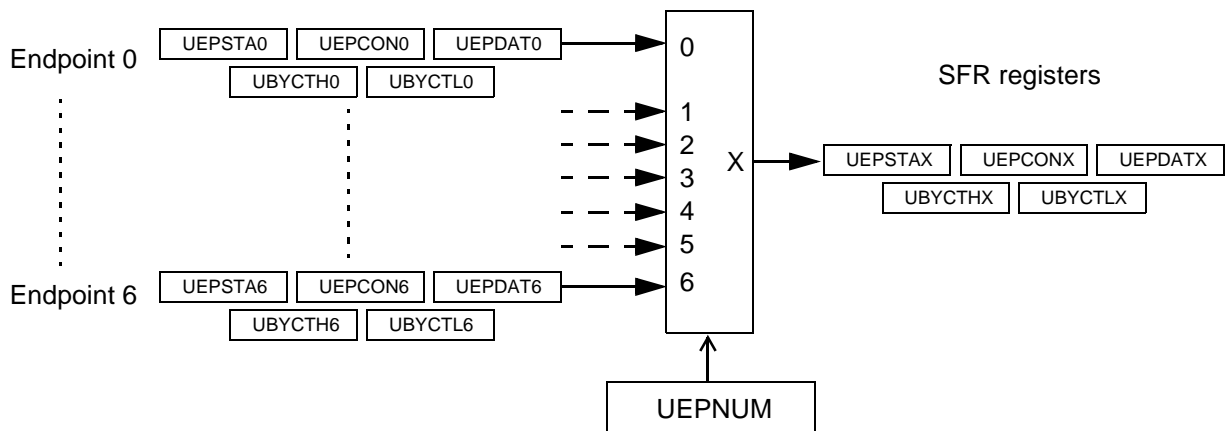 Endpoint 0
UEPSTA0 UEPCON0 UEPDAT0
UBYCTH0 UBYCTL0
0
1
2
3
4
5
6
X
SFR registers
UEPSTAX UEPCONX UEPDATX
UBYCTHX UBYCTLX
Endpoint 6
UEPSTA6 UEPCON6 UEPDAT6
UBYCTH6 UBYCTL6
UEPNUM